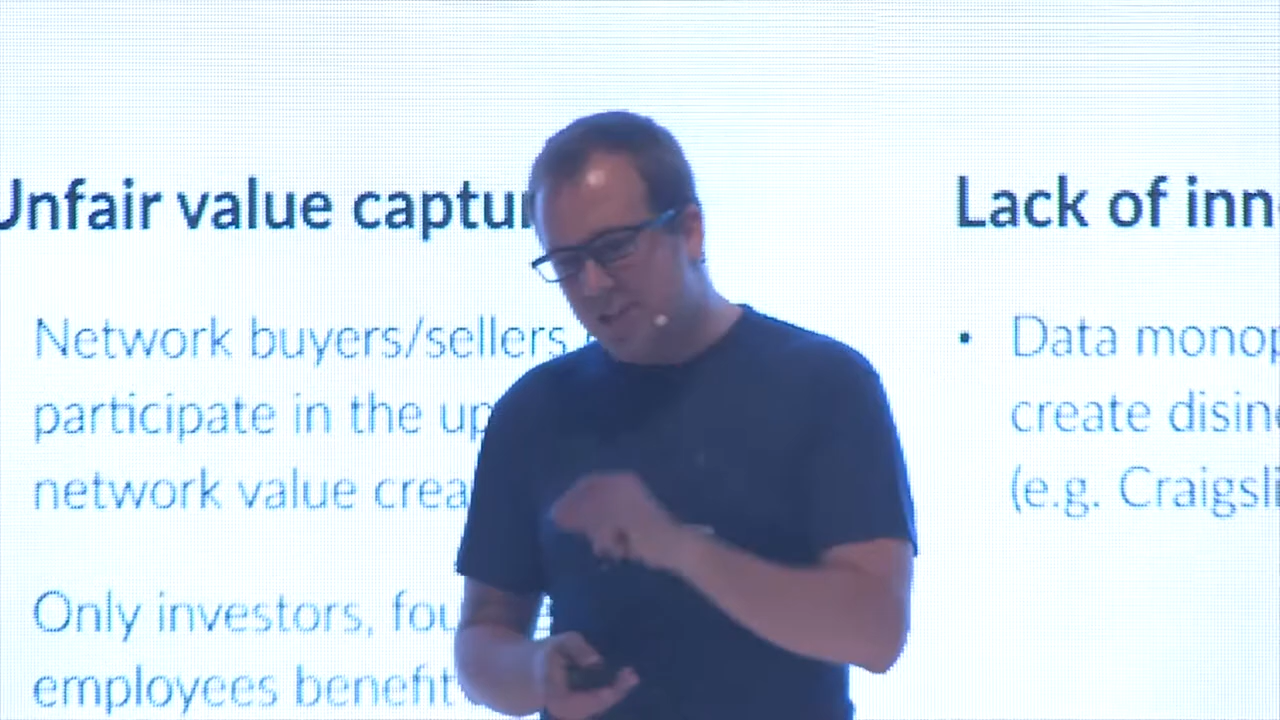 Unfair value captu
Network buyers/sellers
participate in the up
network value crea
Only investors, fou
employees benefit
Lack of inn
• Data monop
create disin
(e.g. Craigsli